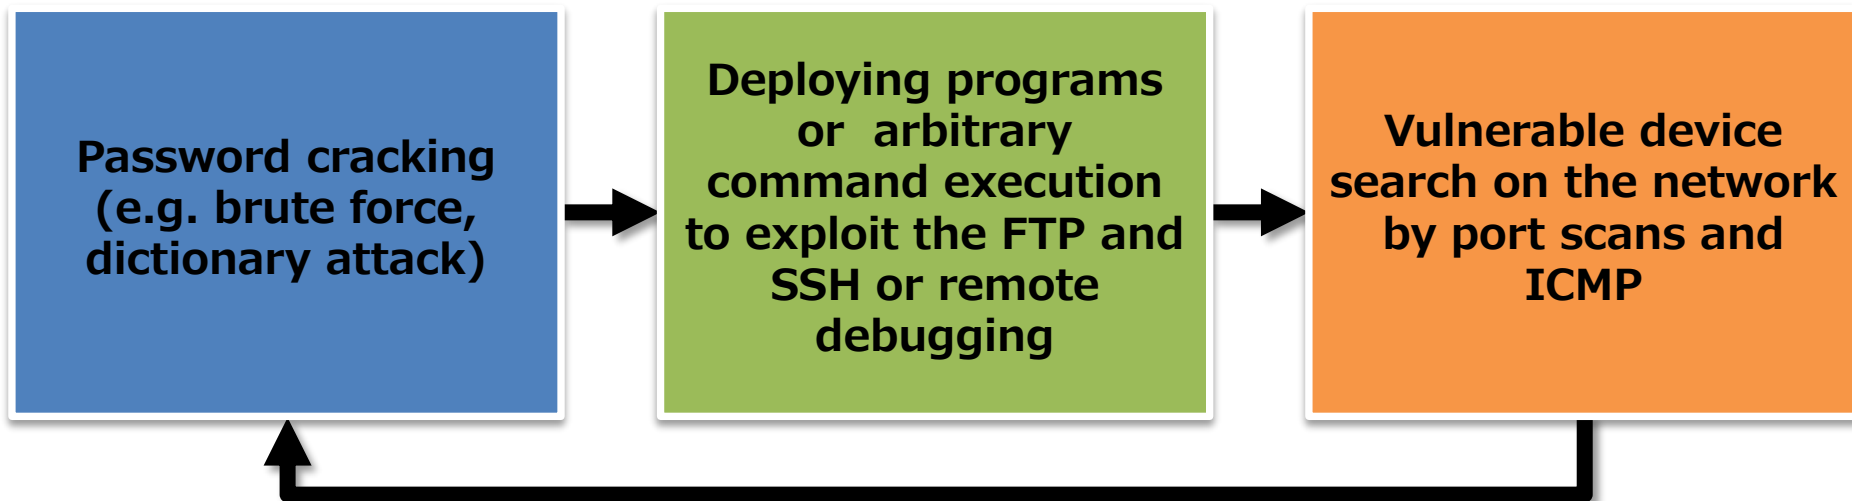 Password cracking
(e.g. brute force,
dictionary attack)
Deploying programs
or  arbitrary
command execution
to exploit the FTP and
SSH or remote
debugging
Vulnerable device
search on the network
by port scans and
ICMP